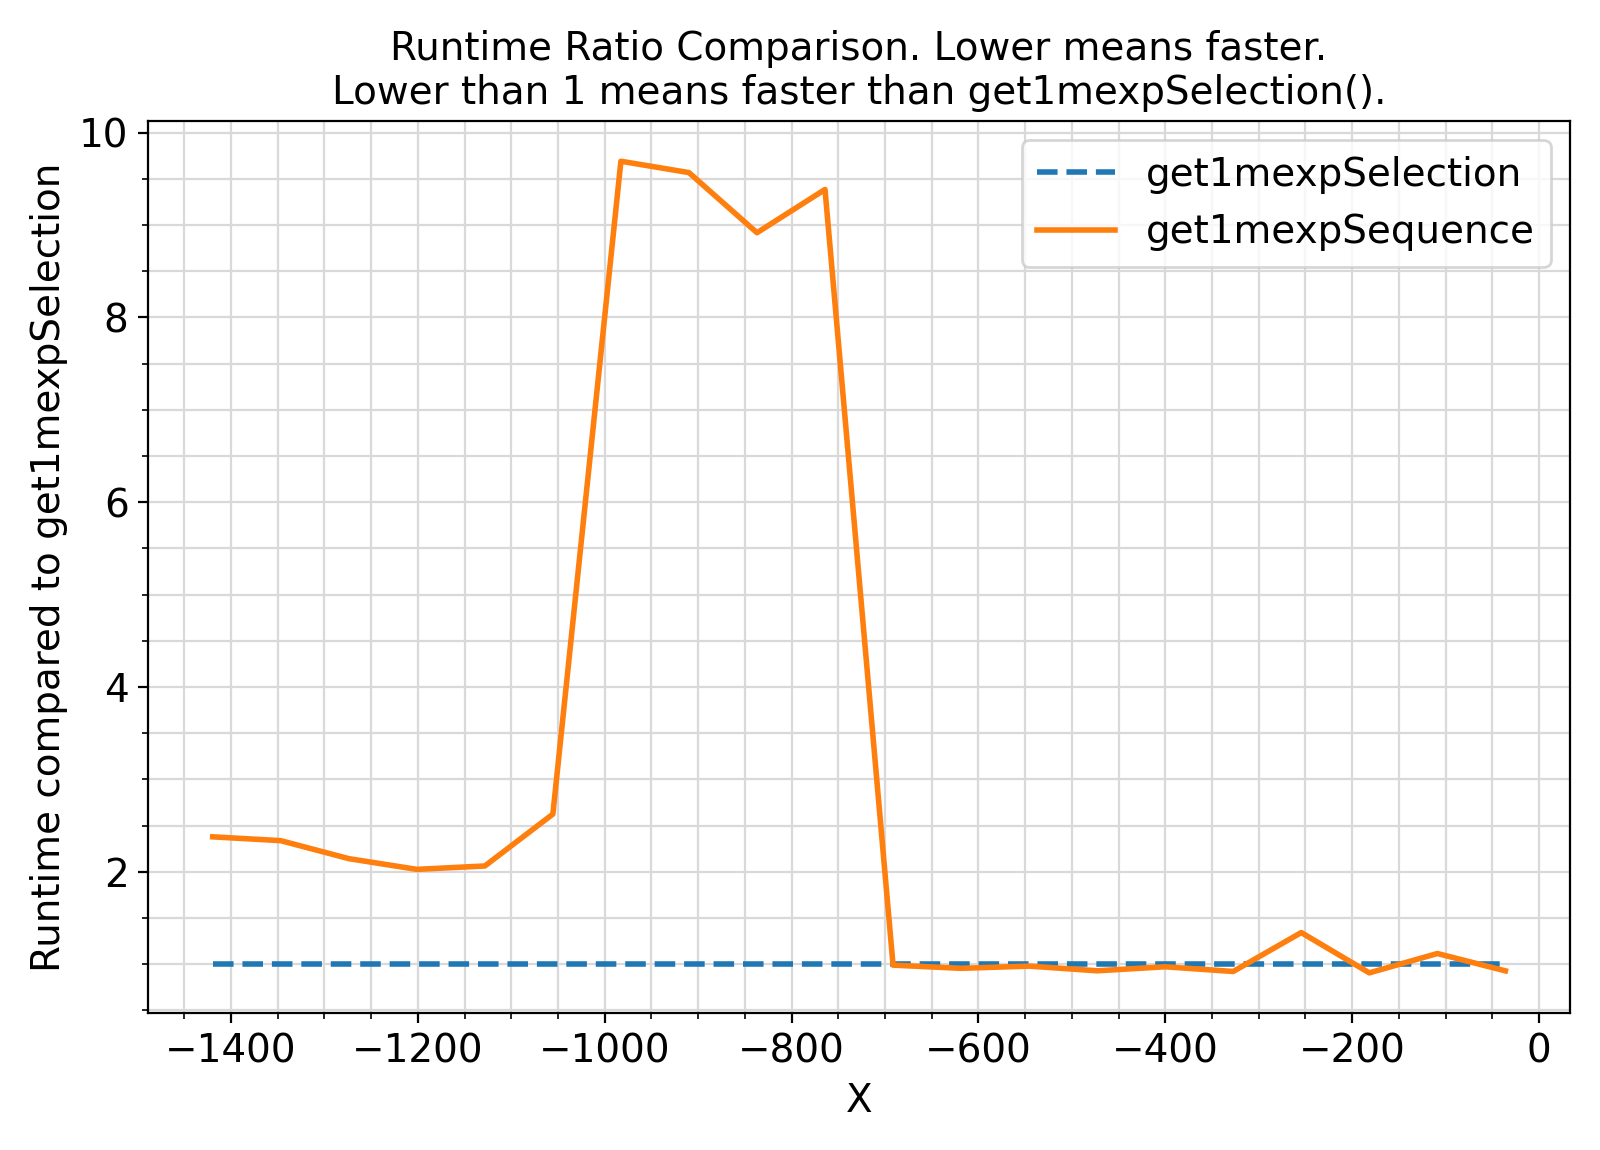 Runtime Ratio Comparison. Lower means faster.
Lower than 1 means faster than get1mexpSelection().
Runtime compared to get1mexpSelection
10
8
6
4
2
get1mexpSelection
get1mexpSequence
−1400 −1200 −1000 −800 −600 −400 −200 0
X